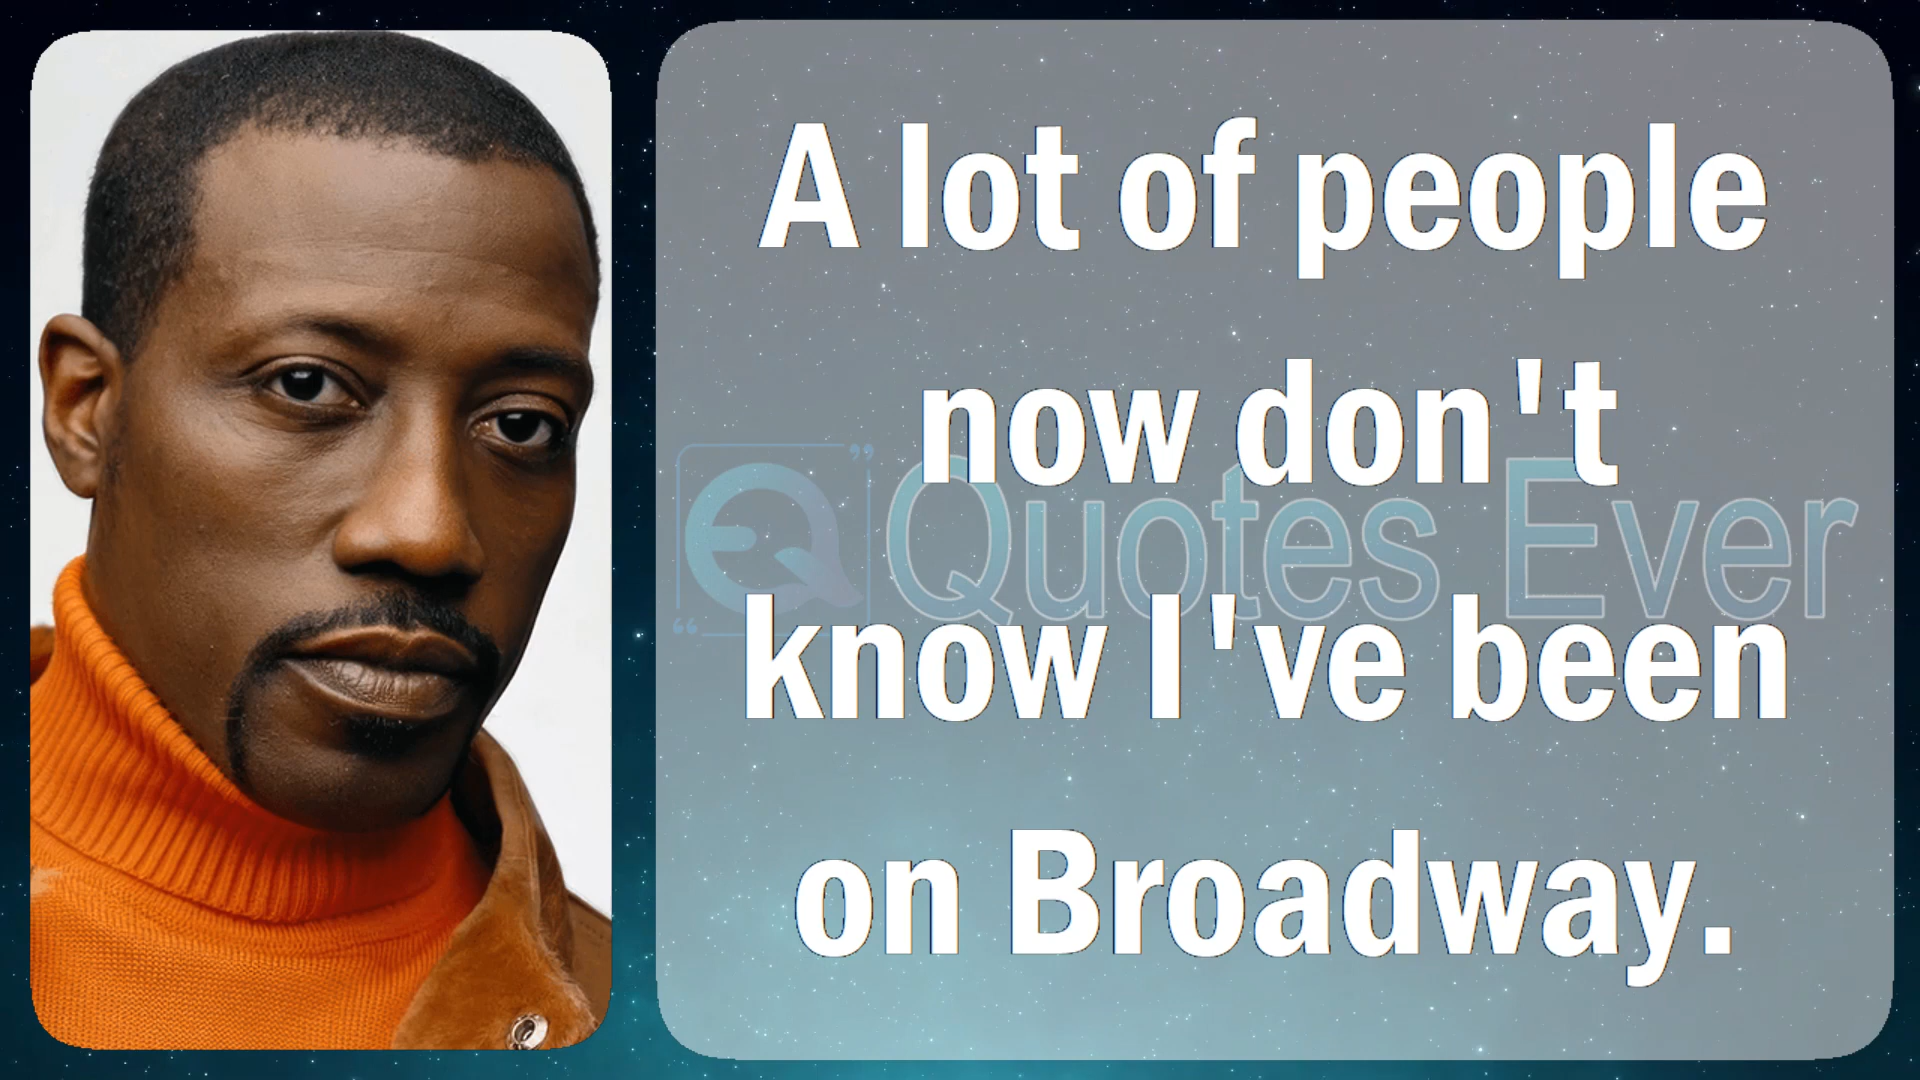 A lot of people
now don't
Quotes Ever
know I've been
on Broadway.